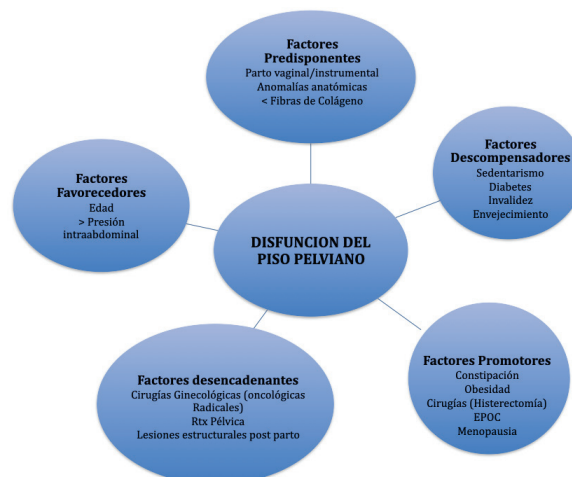 Factores
Predisponentes
Parto vaginal/instrumental
Anomalías anatómicas
< Fibras de Colágeno
Factores
Descompensadores
Sedentarismo
Diabetes
Invalidez
Envejecimiento
Factores
Favorecedores
Edad
> Presión
intraabdominal
DISFUNCION DEL
PISO PELVIANO
Factores desencadenantes
Cirugías Ginecológicas (oncológicas
Radicales)
Rtx Pélvica
Lesiones estructurales post parto
Factores Promotores
Constipación
Obesidad
Cirugías (Histerectomía)
EPOC
Menopausia